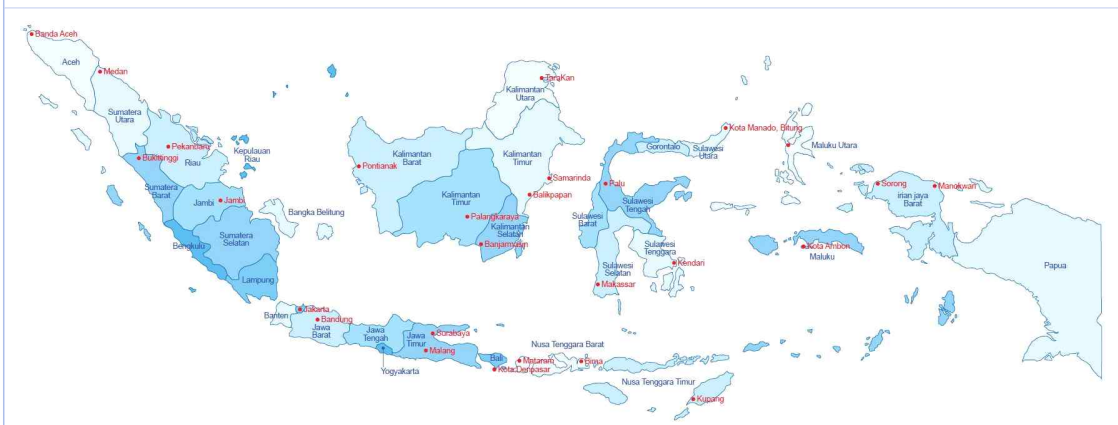 Banda Aceh
Aceh
Medan
Sumatera
Utara
Pekanbaru
Bukittinggi
Riau
Kepulauan
Riau
Sumatera
Barat
Jambi
Jambi
Bangka Belitung
Sumatera
Selatan
Bengkulu
Lampung
Banten
Jakarta
Bandung
Jawa
Barat
Jawa
Tengah
Yogyakarta
Jawa
Timur
Surabaya
Malang
Bali
Kota Denpasar
Mataram
Nusa Tenggara Barat
Bima
Nusa Tenggara Timur
Kupang
TaraKan
Kalimantan
Utara
Kalimantan
Barat
Kalimantan
Timur
Pontianak
Samarinda
Balikpapan
Kalimantan
Timur
Palangkaraya
Kalimantan
Selatan
Banjarmasin
Kota Manado, Bitung
Gorontalo
Sulawesi
Utara
Palu
Sulawesi
Tengah
Sulawesi
Barat
Sulawesi
Tenggara
Kendari
Sulawesi
Selatan
Makassar
Maluku Utara
Sorong
Manokwari
irian jaya
Barat
Kota Ambon
Maluku
Papua